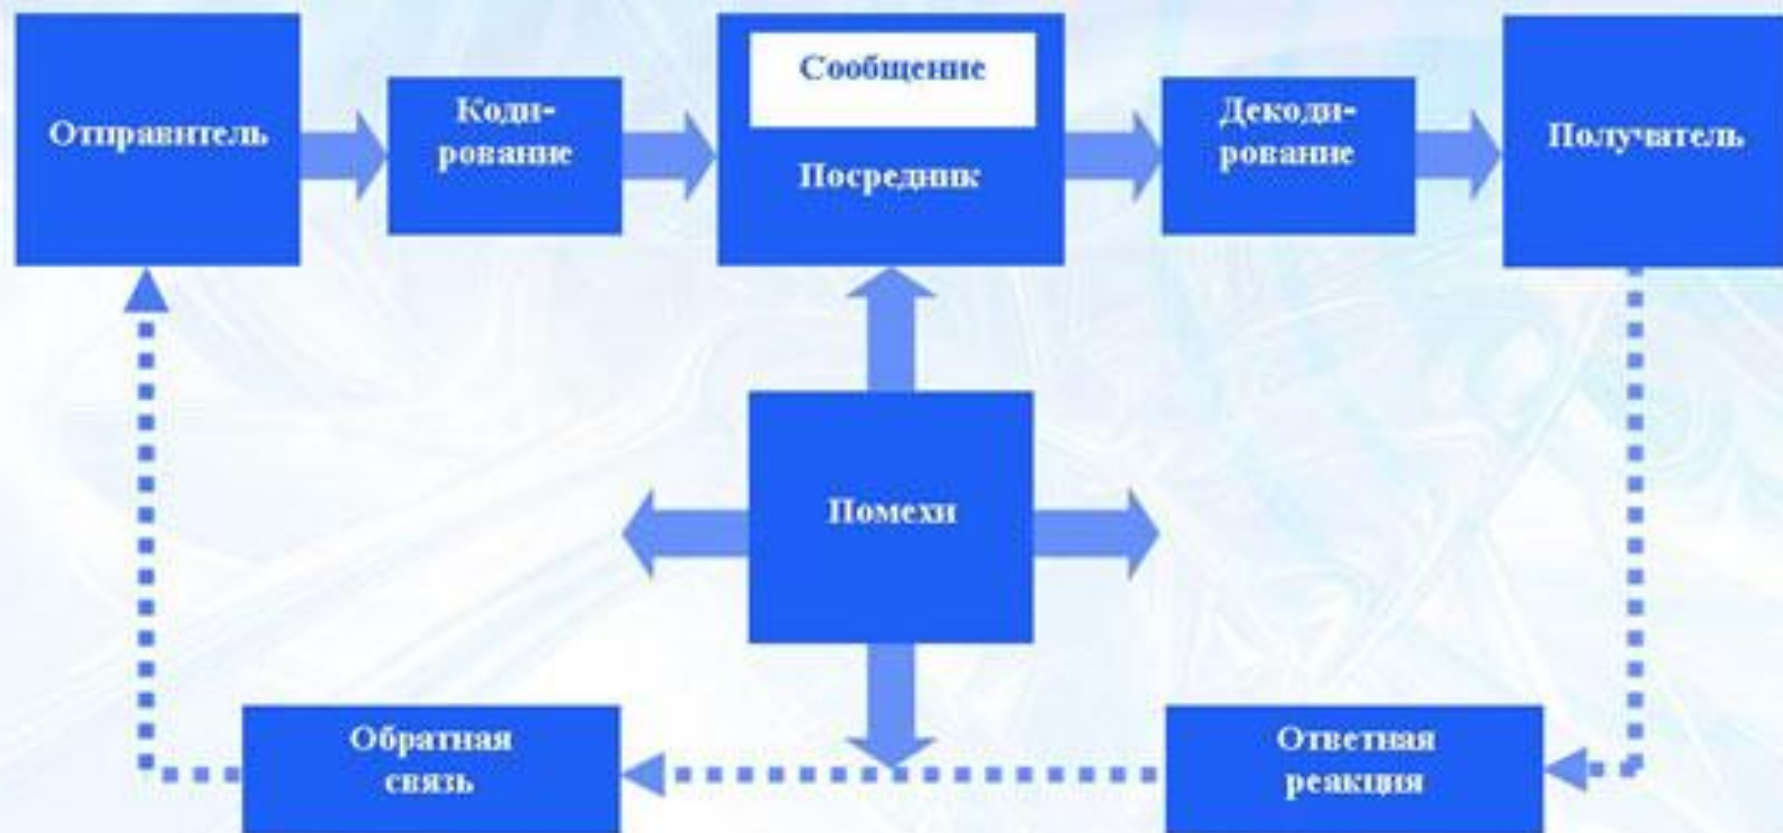 Отправитель
Коди-
рование
Сообщение
Посредник
Декоди-
рование
Получатель
Помехи
Обратная
связь
Ответная
реакция